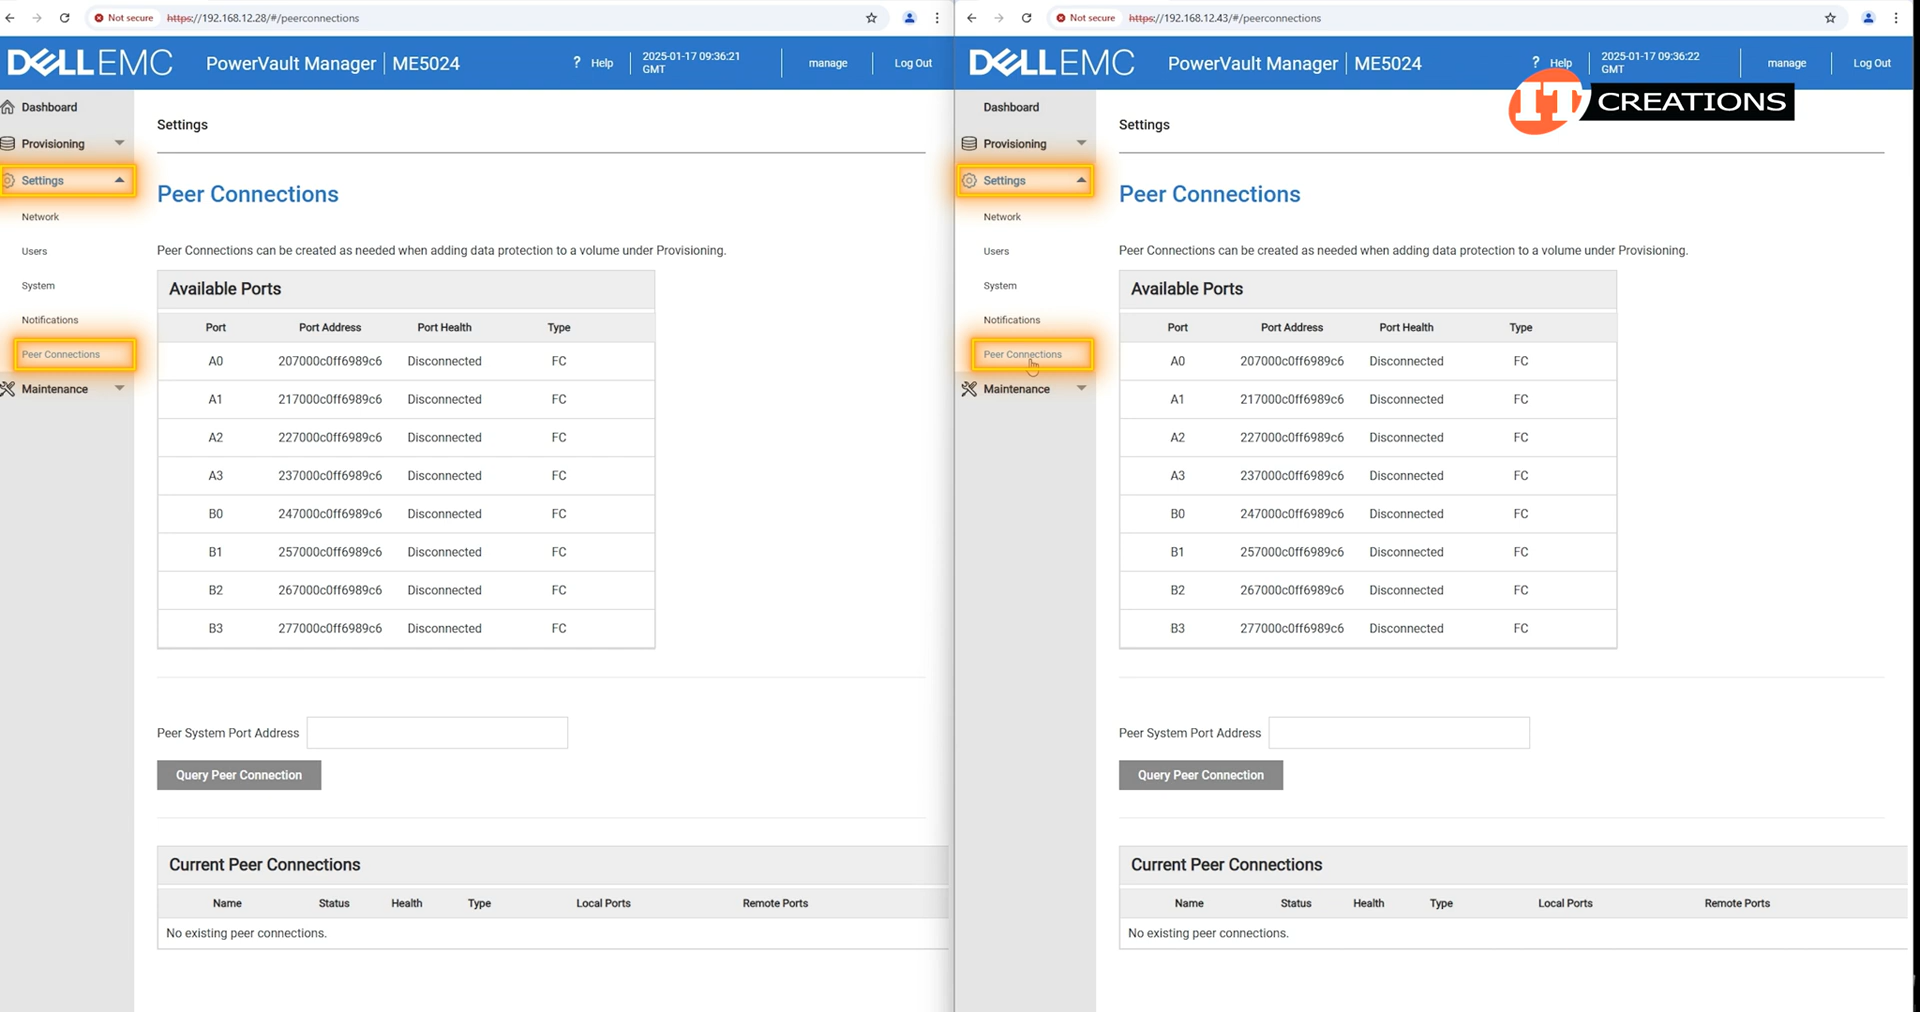 Not secure https://192.168.12.28/#/peerconnections
DELLEMC PowerVault Manager ME5024 ? Help 2025-01-17 09:36:21 GMT manage Log Out
Dashboard
Provisioning
Settings
Network
Users
System
Notifications
Peer Connections
Maintenance
Settings
Peer Connections
Peer Connections can be created as needed when adding data protection to a volume under Provisioning.
Available Ports
Port Port Address Port Health Type
A0 207000c0ff6989c6 Disconnected FC
A1 217000c0ff6989c6 Disconnected FC
A2 227000c0ff6989c6 Disconnected FC
A3 237000c0ff6989c6 Disconnected FC
B0 247000c0ff6989c6 Disconnected FC
B1 257000c0ff6989c6 Disconnected FC
B2 267000c0ff6989c6 Disconnected FC
B3 277000c0ff6989c6 Disconnected FC
Peer System Port Address
Query Peer Connection
Current Peer Connections
Name Status Health Type Local Ports Remote Ports
No existing peer connections.
Not secure https://192.168.12.43/#/peerconnections
DELLEMC PowerVault Manager ME5024 ? Help 2025-01-17 09:36:22 GMT manage Log Out
IT CREATIONS
Dashboard
Provisioning
Settings
Network
Users
System
Notifications
Peer Connections
Maintenance
Settings
Peer Connections
Peer Connections can be created as needed when adding data protection to a volume under Provisioning.
Available Ports
Port Port Address Port Health Type
A0 207000c0ff6989c6 Disconnected FC
A1 217000c0ff6989c6 Disconnected FC
A2 227000c0ff6989c6 Disconnected FC
A3 237000c0ff6989c6 Disconnected FC
B0 247000c0ff6989c6 Disconnected FC
B1 257000c0ff6989c6 Disconnected FC
B2 267000c0ff6989c6 Disconnected FC
B3 277000c0ff6989c6 Disconnected FC
Peer System Port Address
Query Peer Connection
Current Peer Connections
Name Status Health Type Local Ports Remote Ports
No existing peer connections.